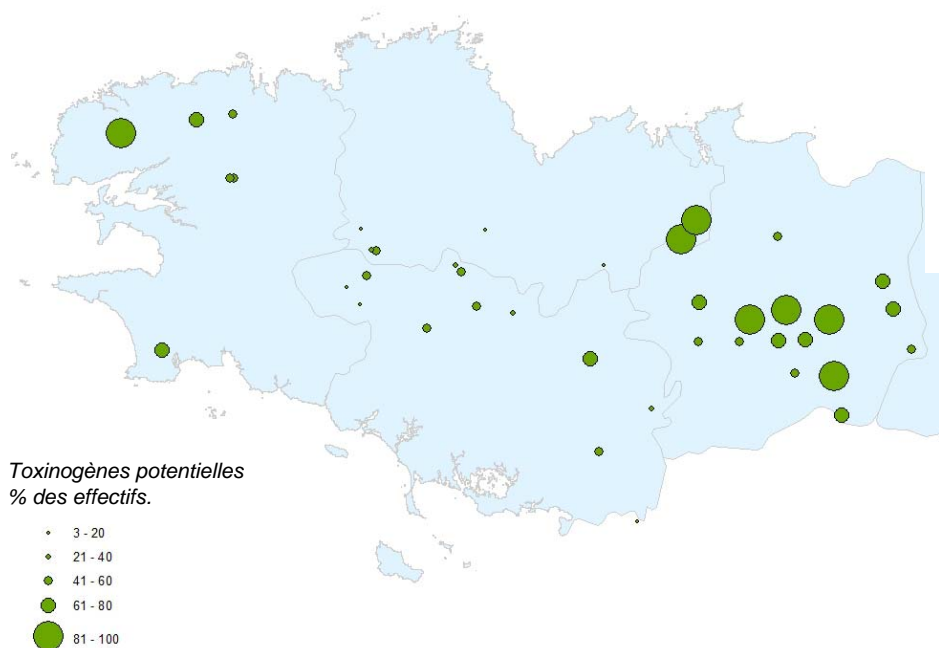 Toxinogènes potentielles
% des effectifs.
3 - 20
21 - 40
41 - 60
61 - 80
81 - 100